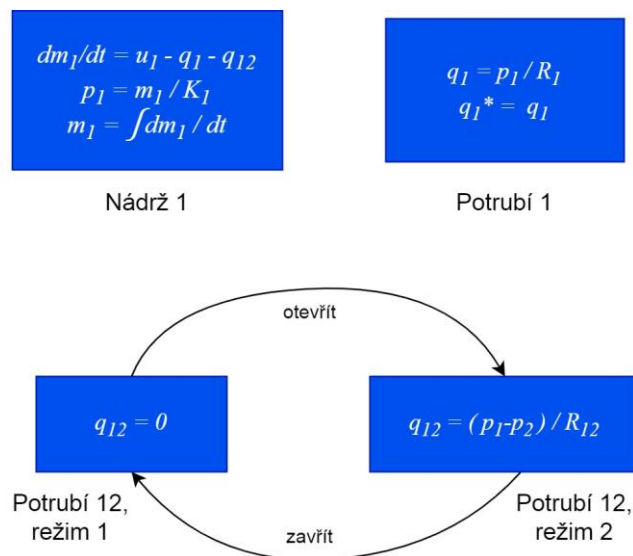 dm₁/dt = u₁ - q₁ - q₁₂
p₁ = m₁ / K₁
m₁ = ∫dm₁ / dt
Nádrž 1
q₁ = p₁ / R₁
q₁* = q₁
Potrubí 1
otevřít
q₁₂ = 0
q₁₂ = ( p₁-p₂ ) / R₁₂
Potrubí 12,
režim 1
Potrubí 12,
režim 2
zavřít